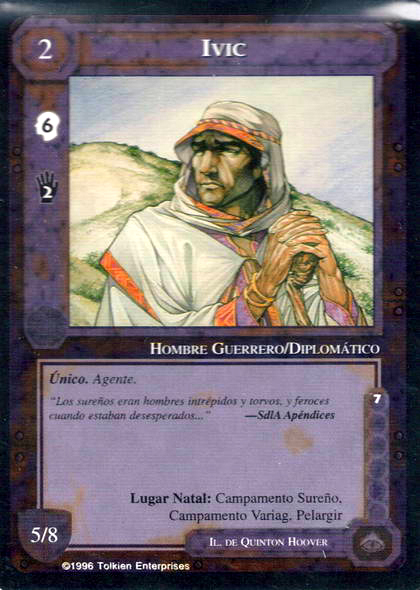 2
IVIC
6
2
HOMBRE GUERRERO/DIPLOMÁTICO
Único. Agente.
"Los sureños eran hombres intrépidos y torvos, y feroces
cuando estaban desesperados..." —SdlA Apéndices
7
Lugar Natal: Campamento Sureño,
Campamento Variag, Pelargir
5/8
IL. DE QUINTON HOOVER
©1996 Tolkien Enterprises